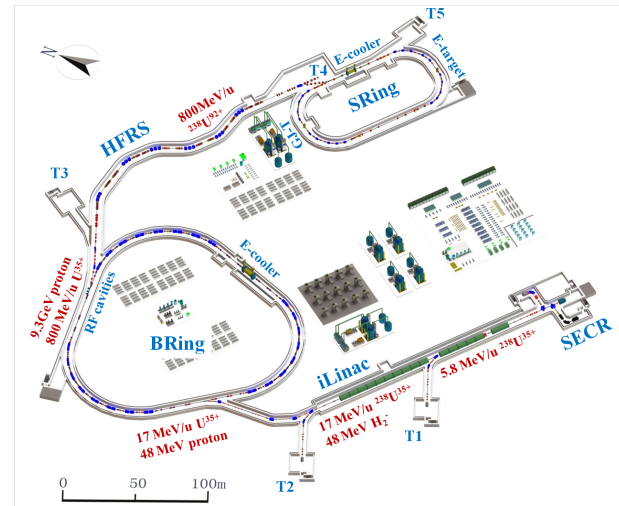 T5
E-cooler
E-target
T4
N
SRing
800MeV/u
238U92+
HFRS
GJ-T
T3
E-cooler
9.3GeV proton
800 MeV/u U35+
RF cavities
BRing
SECR
iLinac
5.8 MeV/u 238U35+
17 MeV/u 238U35+
48 MeV H2-
17 MeV/u U35+
48 MeV proton
T1
T2
0 50 100m